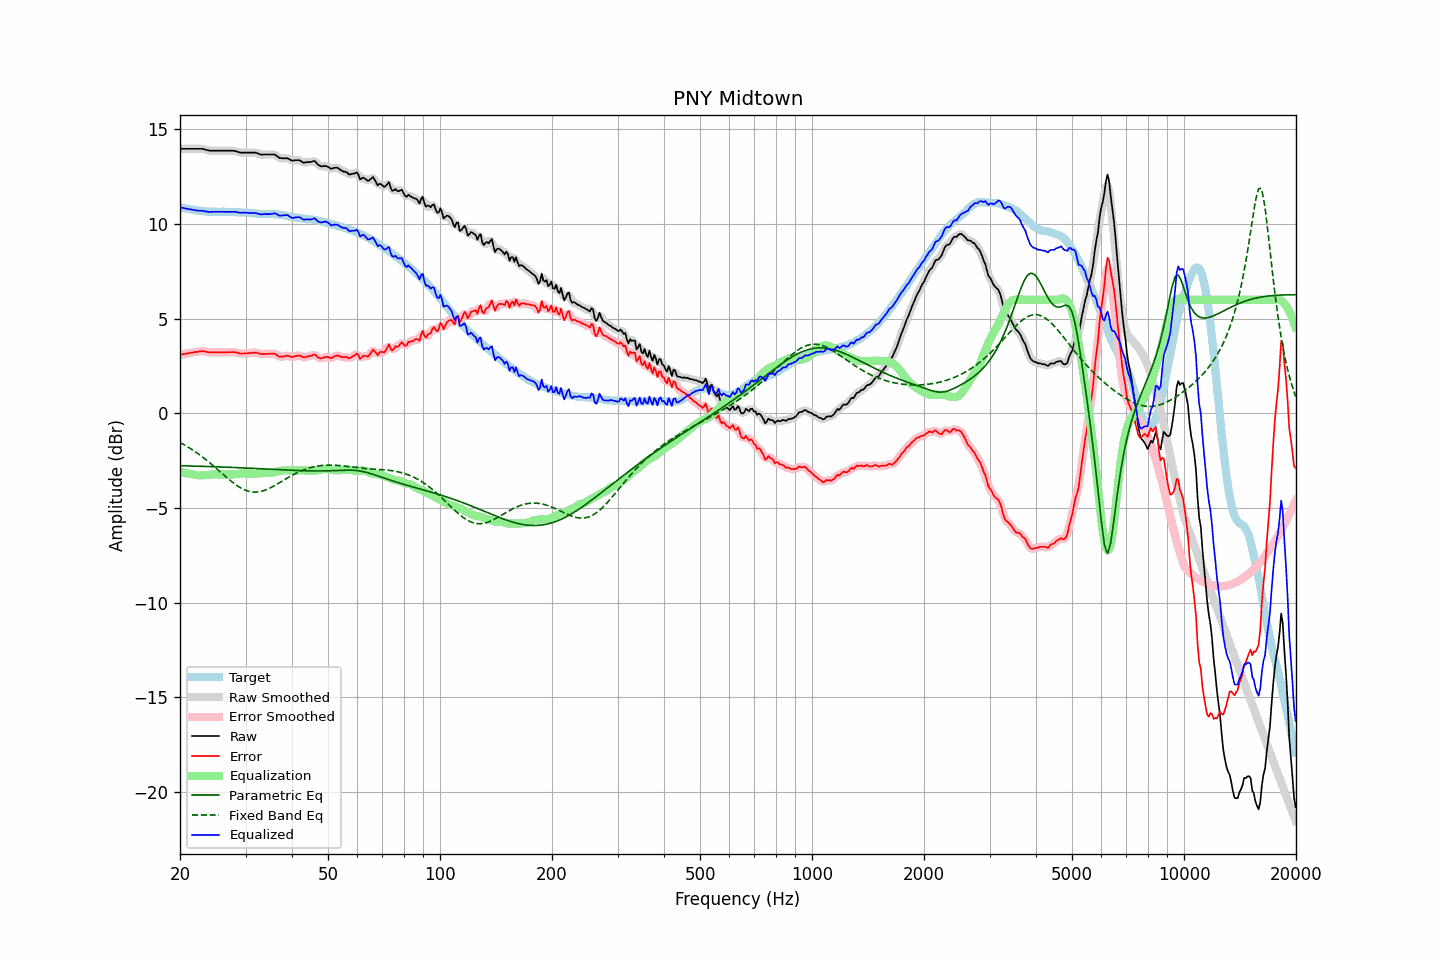 PNY Midtown
15
10
5
0
−5
−10
−15
−20
Amplitude (dBr)
Target
Raw Smoothed
Error Smoothed
Raw
Error
Equalization
Parametric Eq
Fixed Band Eq
Equalized
20 50 100 200 500 1000 2000 5000 10000 20000
Frequency (Hz)